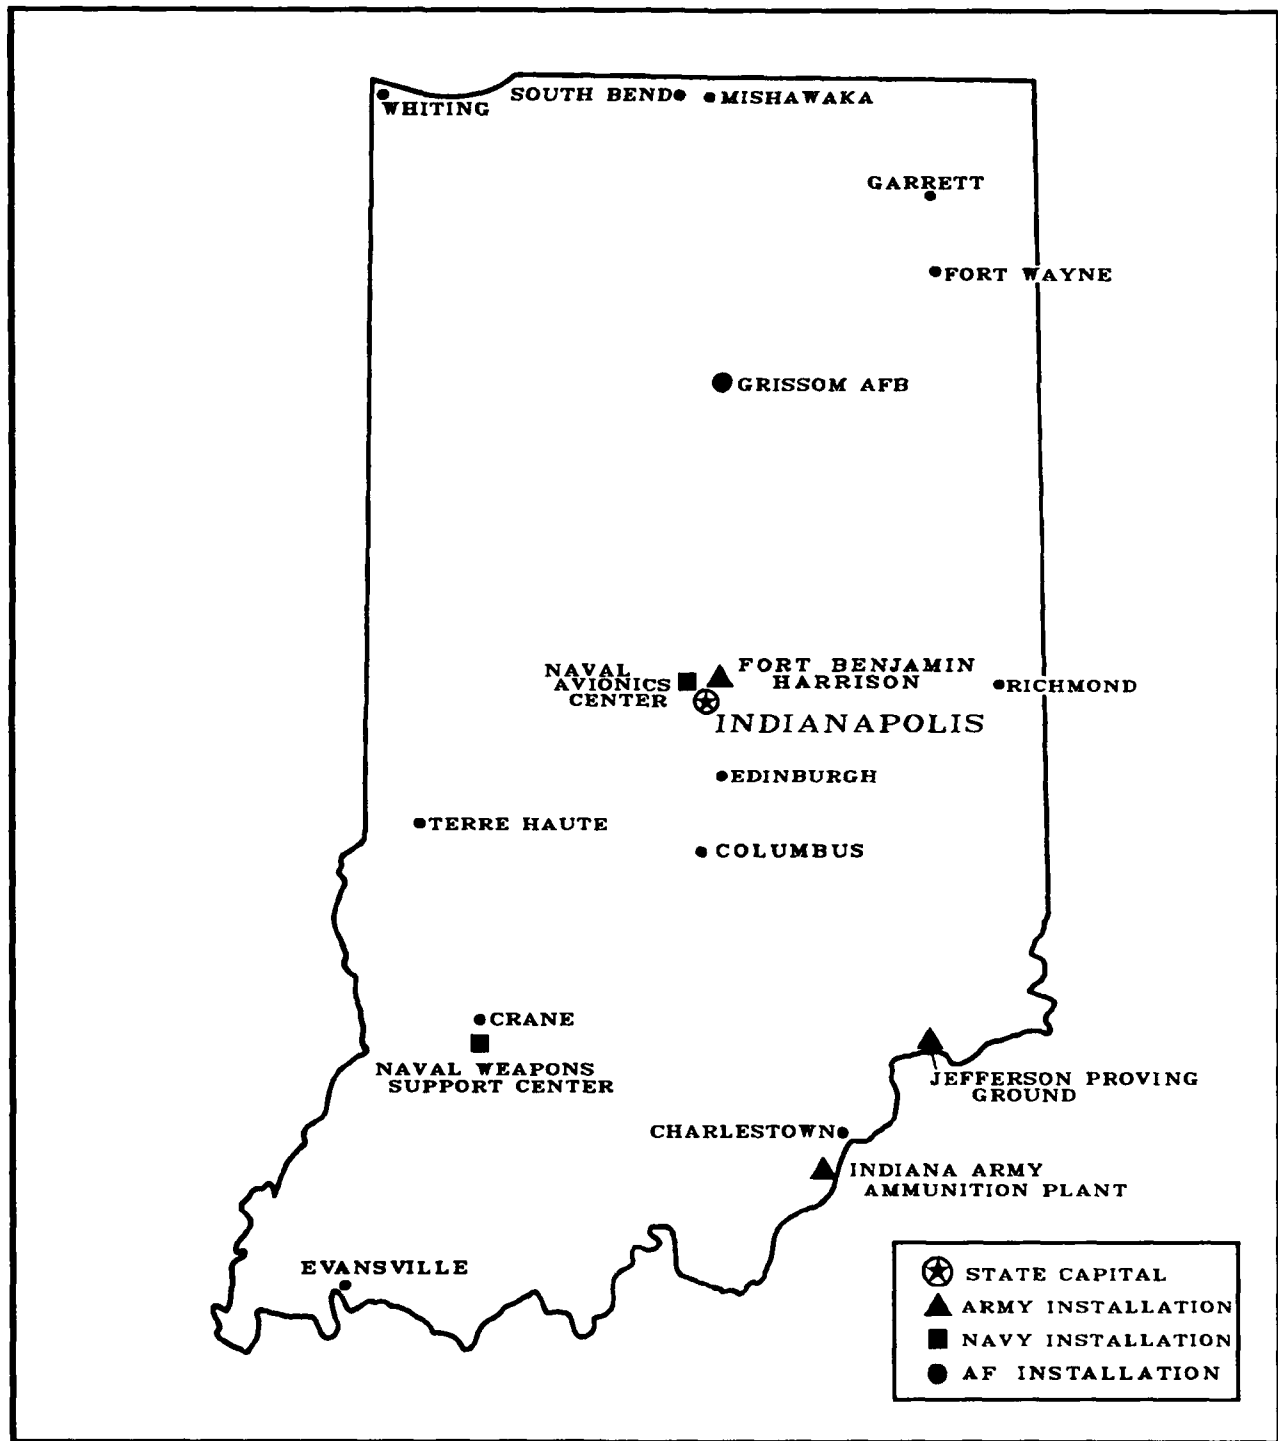 WHITING
SOUTH BEND
MISHAWAKA
GARRETT
FORT WAYNE
GRISSOM AFB
NAVAL
AVIONICS
CENTER
FORT BENJAMIN
HARRISON
INDIANAPOLIS
RICHMOND
EDINBURGH
TERRE HAUTE
COLUMBUS
CRANE
NAVAL WEAPONS
SUPPORT CENTER
JEFFERSON PROVING
GROUND
CHARLESTOWN
INDIANA ARMY
AMMUNITION PLANT
EVANSVILLE
STATE CAPITAL
ARMY INSTALLATION
NAVY INSTALLATION
AF INSTALLATION